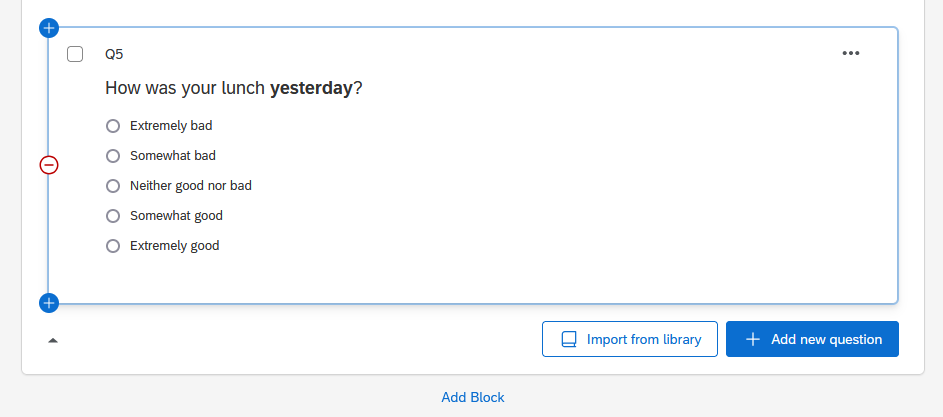 Q5
How was your lunch yesterday?
Extremely bad
Somewhat bad
Neither good nor bad
Somewhat good
Extremely good
Import from library
Add new question
Add Block